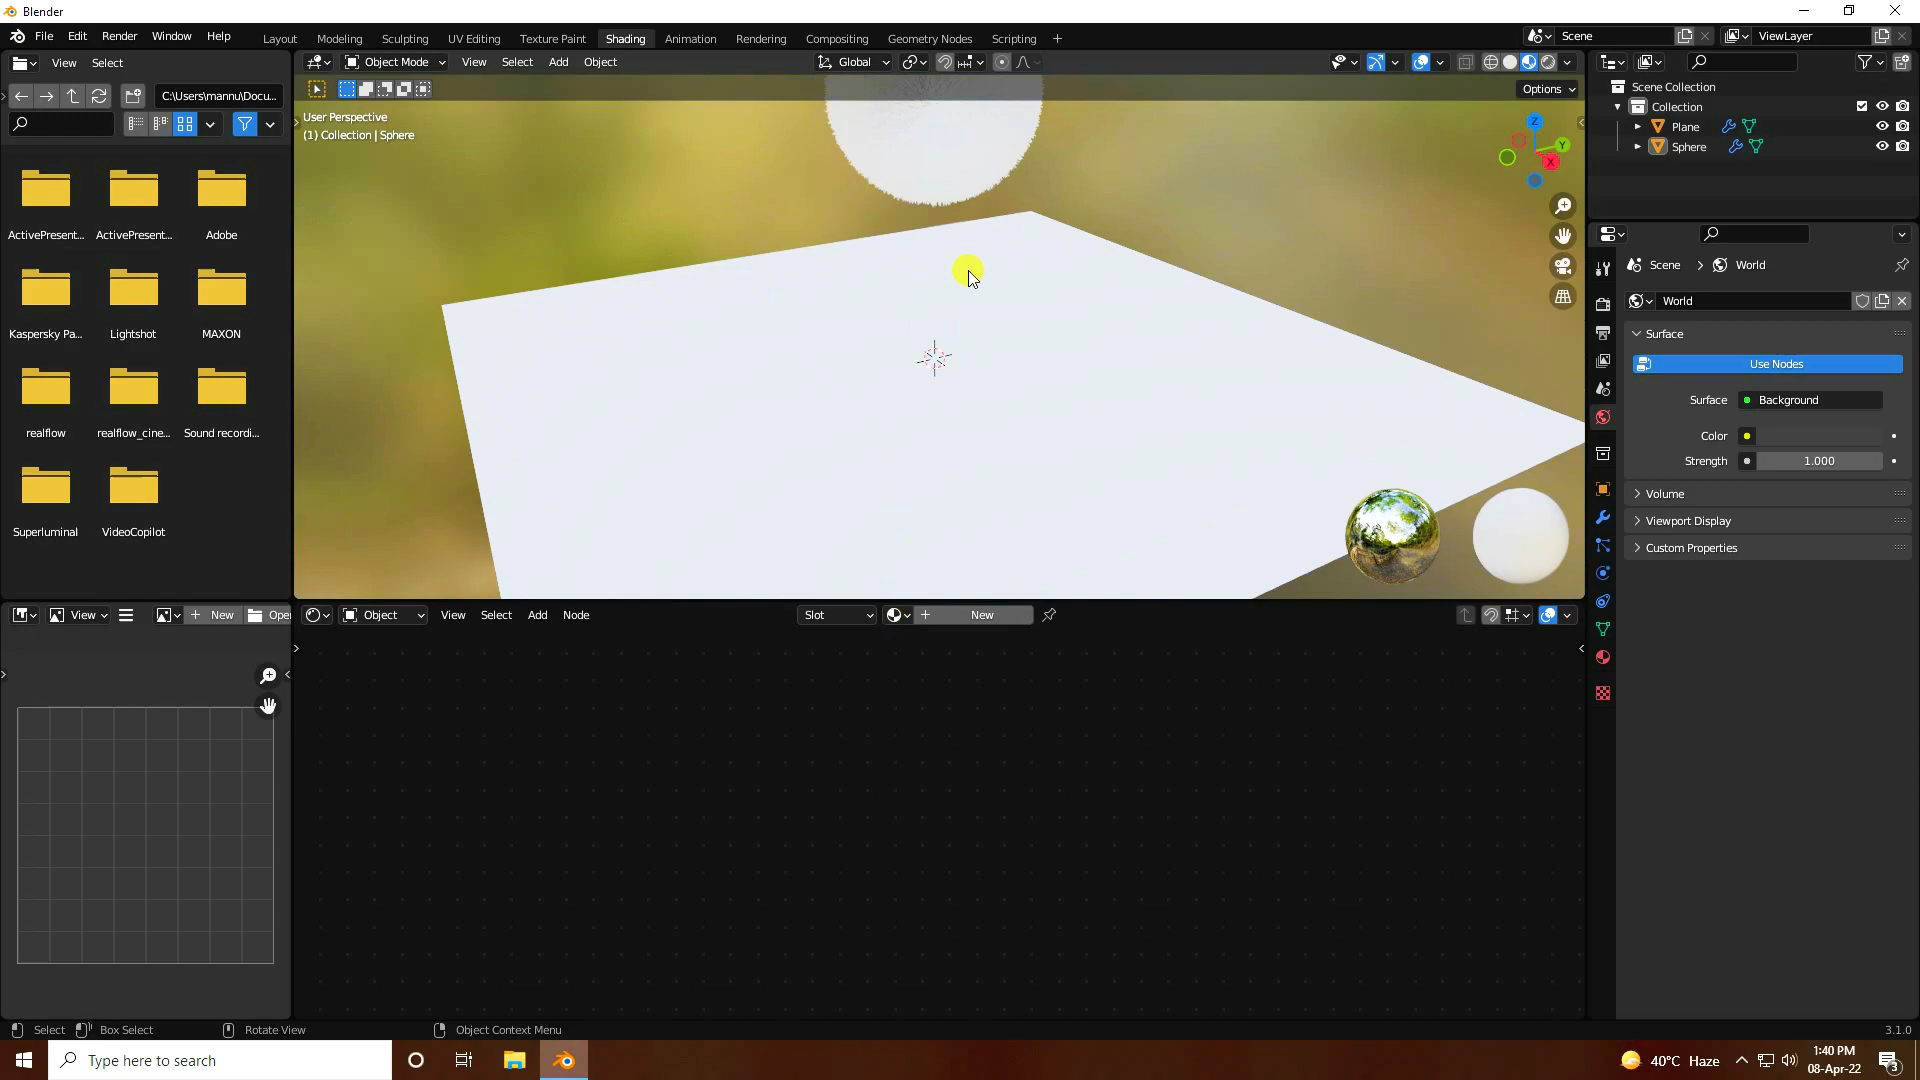 Blender
File Edit Render Window Help
Layout Modeling Sculpting UV Editing Texture Paint Shading Animation Rendering Compositing Geometry Nodes Scripting +
Scene
ViewLayer
View Select
Object Mode View Select Add Object
Global
Scene Collection
C:\Users\mannu\Docu...
Options
Collection
User Perspective
(1) Collection | Sphere
Plane
Sphere
Z
Y
X
ActivePresent... ActivePresent... Adobe
Scene > World
World
Kaspersky Pa... Lightshot MAXON
Surface
Use Nodes
Surface Background
Color
realflow realflow_cine... Sound recordi...
Strength 1.000
Volume
Viewport Display
Superluminal VideoCopilot
Custom Properties
View + New Ope
Object View Select Add Node
Slot
+ New
Select Box Select Rotate View Object Context Menu
3.1.0
Type here to search
40°C Haze
1:40 PM
08-Apr-22
3